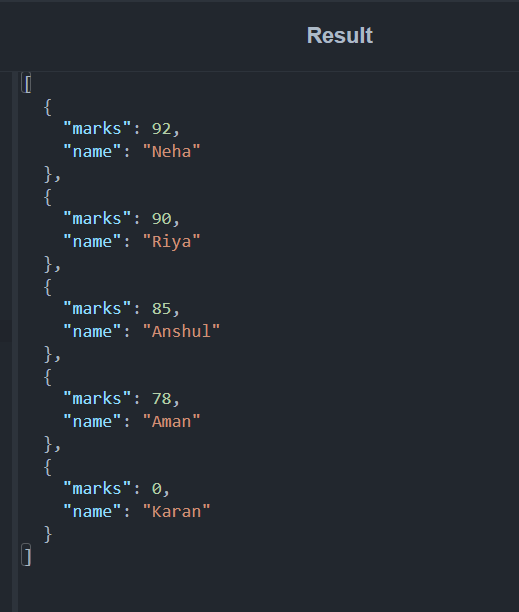 Result
[
  {
    "marks": 92,
    "name": "Neha"
  },
  {
    "marks": 90,
    "name": "Riya"
  },
  {
    "marks": 85,
    "name": "Anshul"
  },
  {
    "marks": 78,
    "name": "Aman"
  },
  {
    "marks": 0,
    "name": "Karan"
  }
]